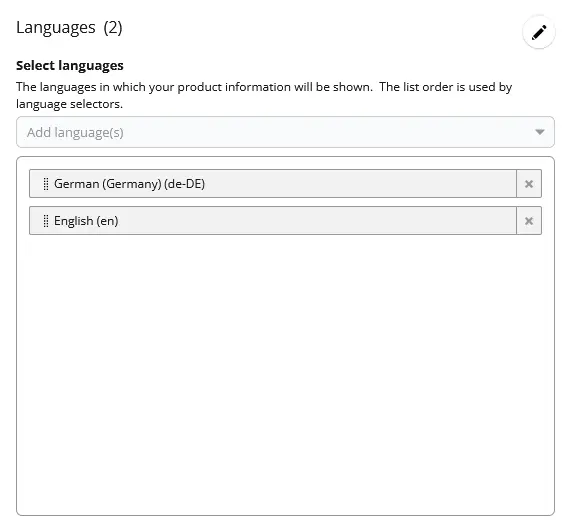 Languages (2)
Select languages
The languages in which your product information will be shown. The list order is used by
language selectors.
Add language(s)
German (Germany) (de-DE)
English (en)